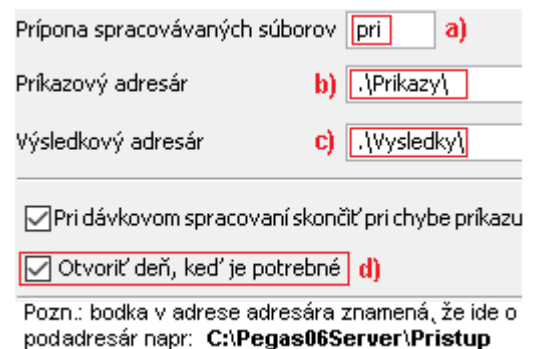 Prípona spracovávaných súborov pri a)
Príkazový adresár b) .\Prikazy\
Výsledkový adresár c) .\Vysledky\
Pri dávkovom spracovaní skončiť pri chybe príkazu
Otvoriť deň, keď je potrebné d)
Pozn.: bodka v adrese adresára znamená, že ide o
podadresár napr: C:\Pegas06Server\Pristup